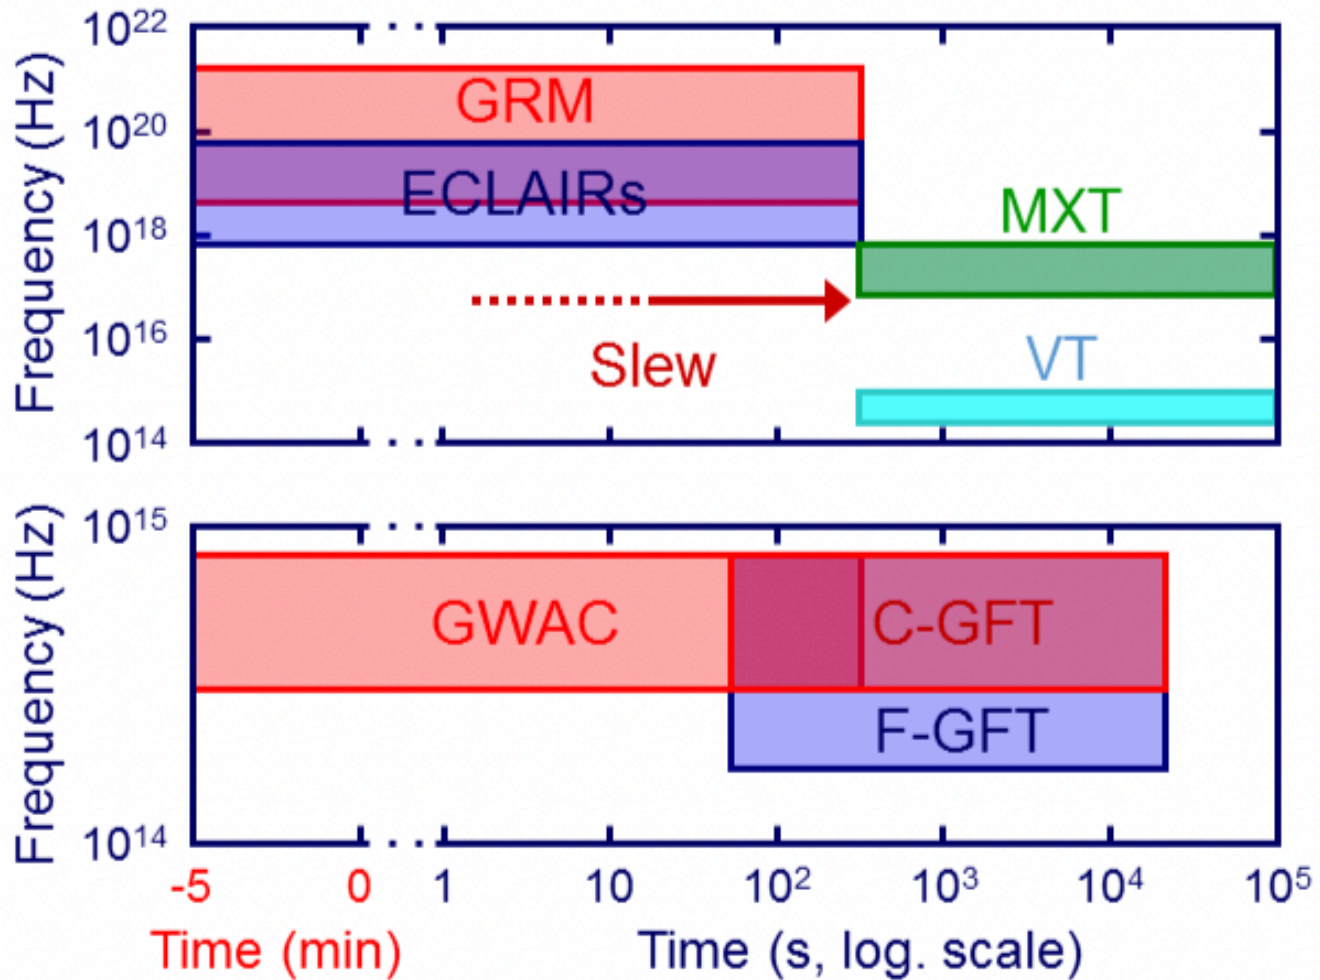 Frequency (Hz)
10²²
10²⁰
10¹⁸
10¹⁶
10¹⁴
GRM
ECLAIRs
MXT
Slew
VT
Frequency (Hz)
10¹⁵
10¹⁴
GWAC
C-GFT
F-GFT
-5 0 1 10 10² 10³ 10⁴ 10⁵
Time (min) Time (s, log. scale)